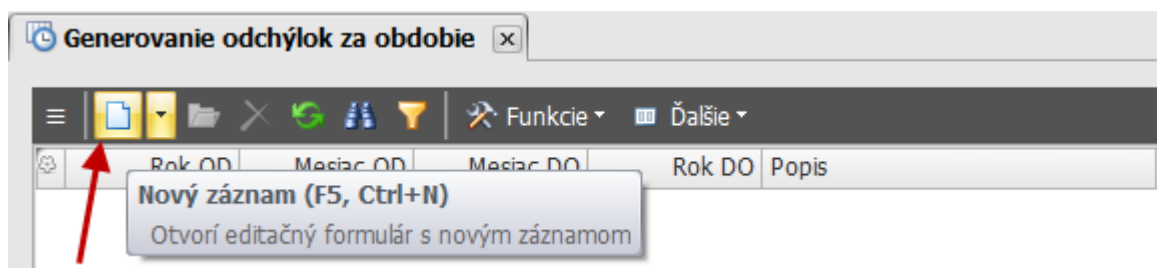 Generovanie odchýlok za obdobie
Funkcie Ďalšie
Rok OD Mesiac OD Mesiac DO Rok DO Popis
Nový záznam (F5, Ctrl+N)
Otvorí editačný formulár s novým záznamom